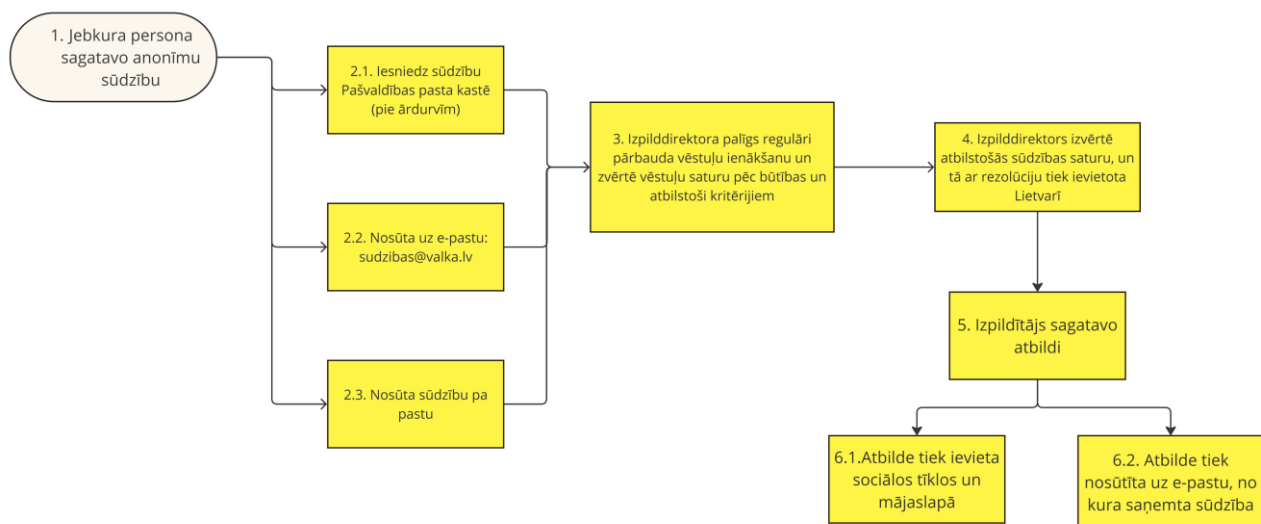 1. Jebkura persona
sagatavo anonīmu
sūdzību
2.1. Iesniedz sūdzību
Pašvaldības pasta kastē
(pie ārdurvīm)
2.2. Nosūta uz e-pastu:
sudzibas@valka.lv
2.3. Nosūta sūdzību pa
pastu
3. Izpilddirektora palīgs regulāri
pārbauda vēstuļu ienākšanu un
zvērtē vēstuļu saturu pēc būtības un
atbilstoši kritērijiem
4. Izpilddirektors izvērtē
atbilstošās sūdzības saturu, un
tā ar rezolūciju tiek ievietota
Lietvarī
5. Izpildītājs sagatavo
atbildi
6.1.Atbilde tiek ievieta
sociālos tīklos un
mājaslapā
6.2. Atbilde tiek
nosūtīta uz e-pastu, no
kura saņemta sūdzība